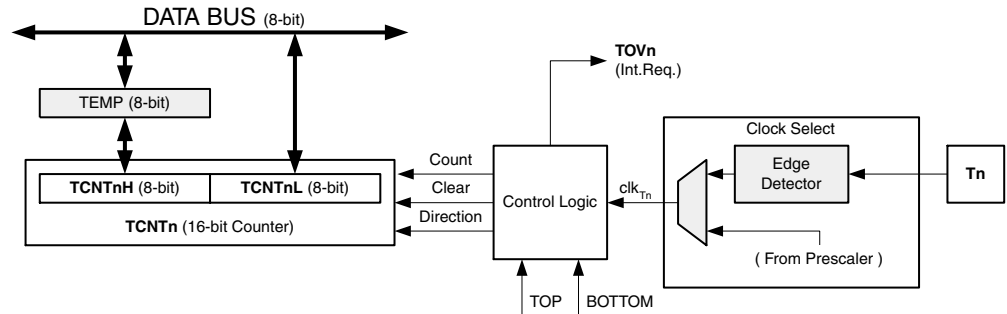 DATA BUS (8-bit)
TOVn
(Int.Req.)
TEMP (8-bit)
Clock Select
Count
Edge
Detector
TCNTnH (8-bit)
TCNTnL (8-bit)
Clear
Control Logic
clkTn
Tn
TCNTn (16-bit Counter)
Direction
( From Prescaler )
TOP
BOTTOM